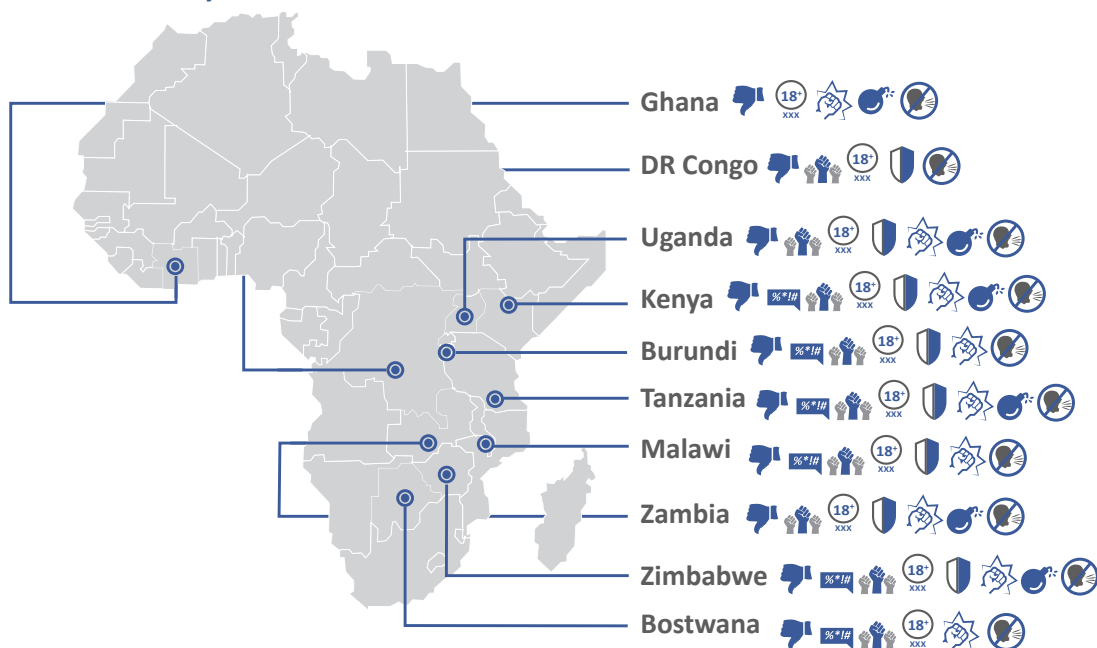 Ghana 18+ xxx
DR Congo 18+ xxx
Uganda 18+ xxx
Kenya %*!# 18+ xxx
Burundi %*!# 18+ xxx
Tanzania %*!# 18+ xxx
Malawi %*!# 18+ xxx
Zambia 18+ xxx
Zimbabwe %*!# 18+ xxx
Bostwana %*!# 18+ xxx